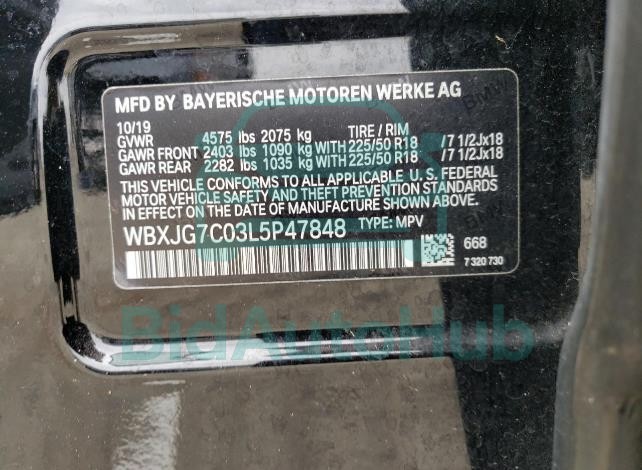 MFD BY BAYERISCHE MOTOREN WERKE AG
10/19
GVWR 4575 lbs 2075 kg TIRE / RIM
GAWR FRONT 2403 lbs 1090 kg WITH 225/50 R18 /7 1/2Jx18
GAWR REAR 2282 lbs 1035 kg WITH 225/50 R18 /7 1/2Jx18
THIS VEHICLE CONFORMS TO ALL APPLICABLE U.S. FEDERAL
MOTOR VEHICLE SAFETY AND THEFT PREVENTION STANDARDS
IN EFFECT ON THE DATE OF MANUFACTURE SHOWN ABOVE.
WBXJG7C03L5P47848 TYPE: MPV
668
7 320 730
BidAutoHub